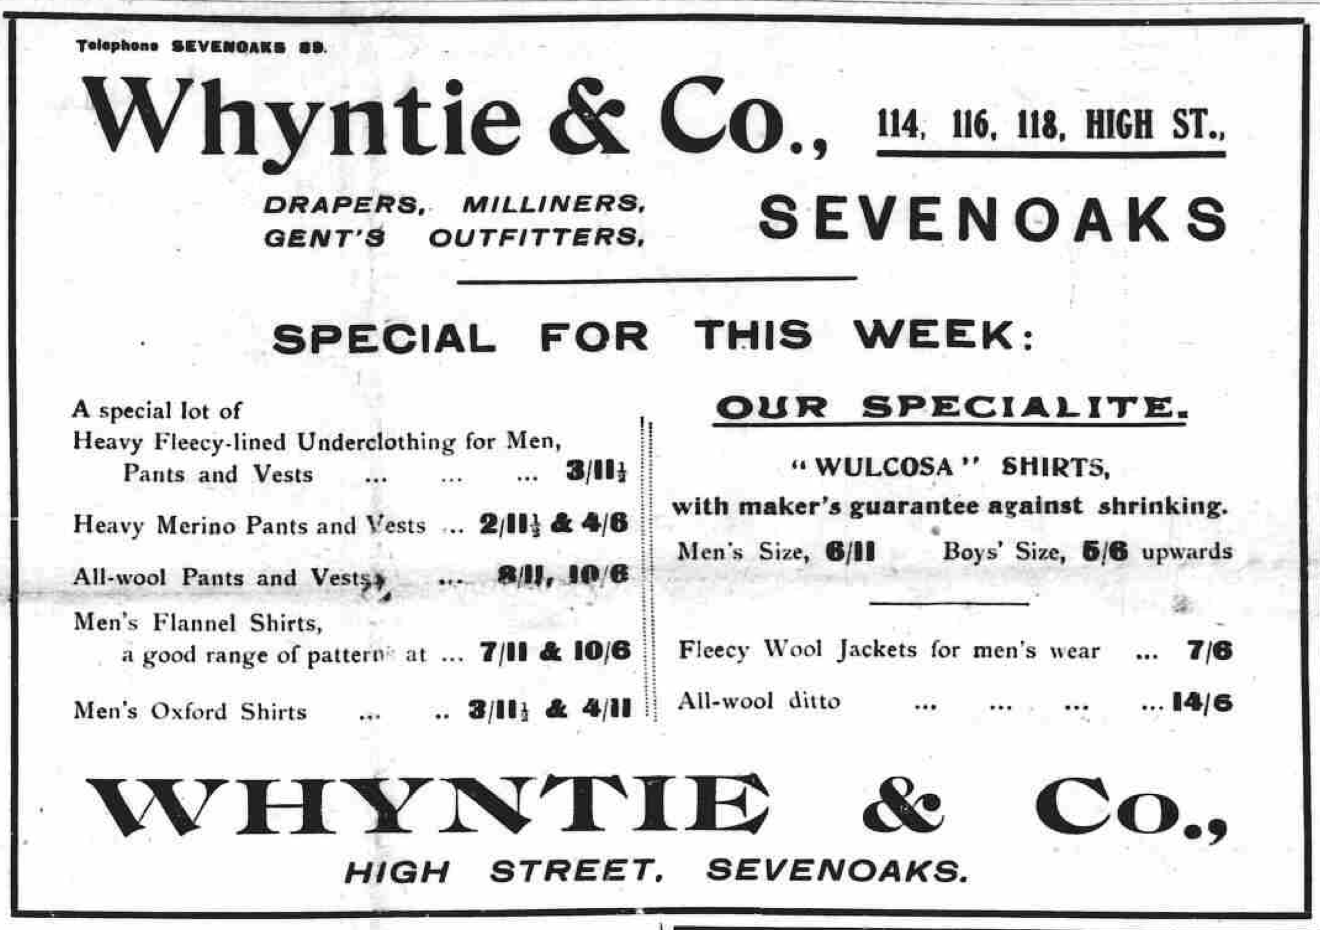 Telephone SEVENOAKS 89.
Whyntie & Co., 114, 116, 118, HIGH ST.,
DRAPERS, MILLINERS,
GENT'S OUTFITTERS,
SEVENOAKS
SPECIAL FOR THIS WEEK:
A special lot of
Heavy Fleecy-lined Underclothing for Men,
Pants and Vests ... ... ... 3/11½
Heavy Merino Pants and Vests ... 2/11½ & 4/6
All-wool Pants and Vests, ... 8/11, 10/6
Men's Flannel Shirts,
a good range of patterns at ... 7/11 & 10/6
Men's Oxford Shirts ... .. 3/11½ & 4/11
OUR SPECIALITE.
"WULCOSA" SHIRTS,
with maker's guarantee against shrinking.
Men's Size, 6/11 Boys' Size, 5/6 upwards
Fleecy Wool Jackets for men's wear ... 7/6
All-wool ditto ... ... ... ... 14/6
WHYNTIE & Co.,
HIGH STREET, SEVENOAKS.